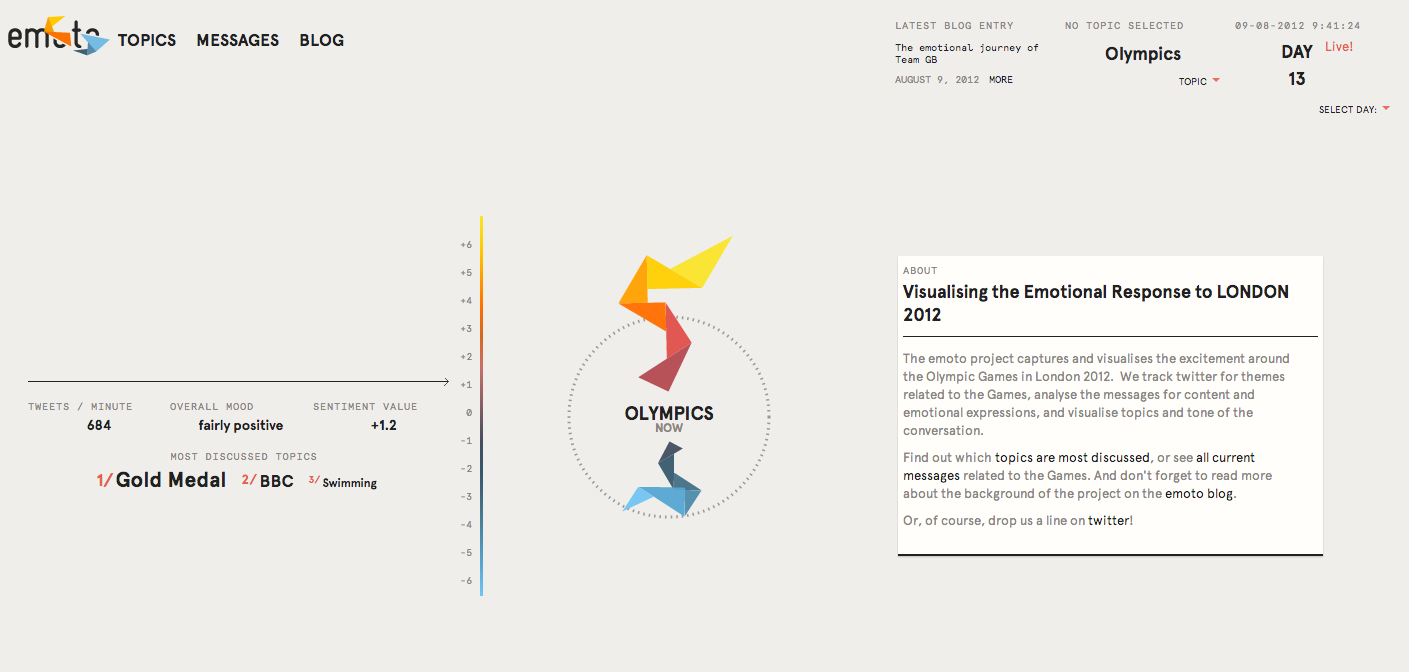 emoto
TOPICS MESSAGES BLOG
LATEST BLOG ENTRY
The emotional journey of
Team GB
AUGUST 9, 2012 MORE
NO TOPIC SELECTED
Olympics
TOPIC
09-08-2012 9:41:24
DAY Live!
13
SELECT DAY:
TWEETS / MINUTE OVERALL MOOD SENTIMENT VALUE
684 fairly positive +1.2
MOST DISCUSSED TOPICS
1/ Gold Medal 2/ BBC 3/ Swimming
+6
+5
+4
+3
+2
+1
0
-1
-2
-3
-4
-5
-6
OLYMPICS
NOW
ABOUT
Visualising the Emotional Response to LONDON
2012
The emoto project captures and visualises the excitement around
the Olympic Games in London 2012. We track twitter for themes
related to the Games, analyse the messages for content and
emotional expressions, and visualise topics and tone of the
conversation.
Find out which topics are most discussed, or see all current
messages related to the Games. And don't forget to read more
about the background of the project on the emoto blog.
Or, of course, drop us a line on twitter!